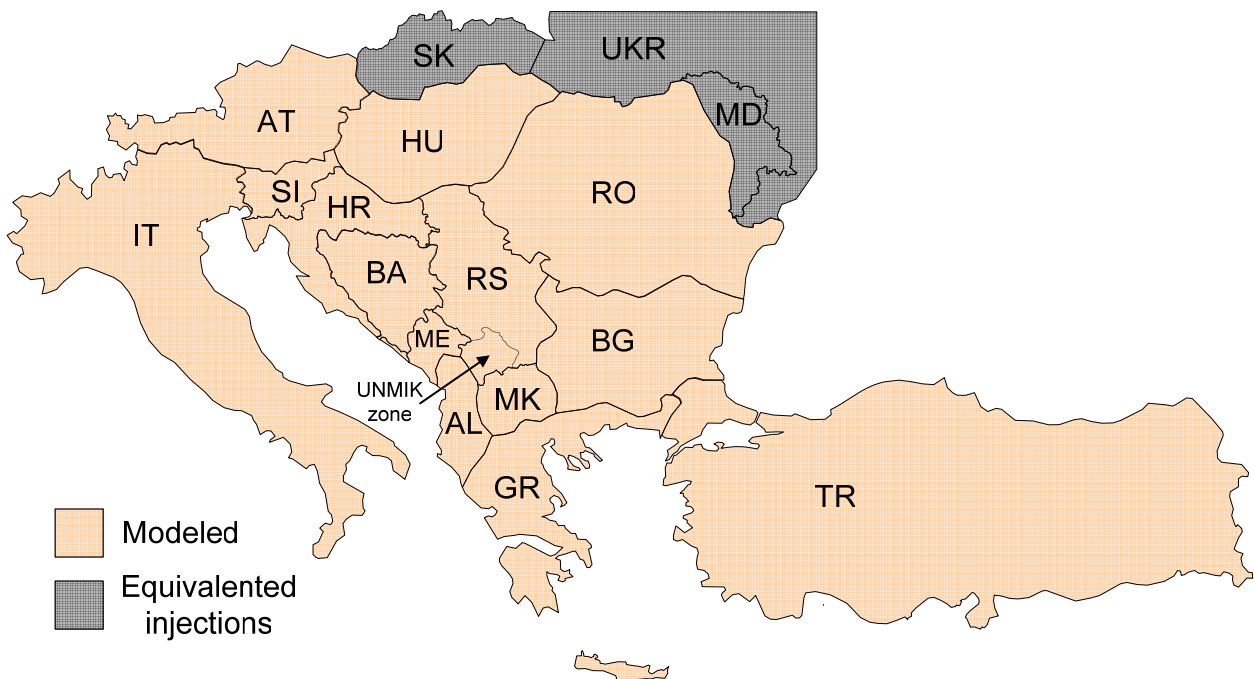 SK
UKR
MD
AT
HU
SI
RO
HR
IT
BA
RS
ME
BG
UNMIK
zone
MK
AL
GR
TR
Modeled
Equivalented
injections